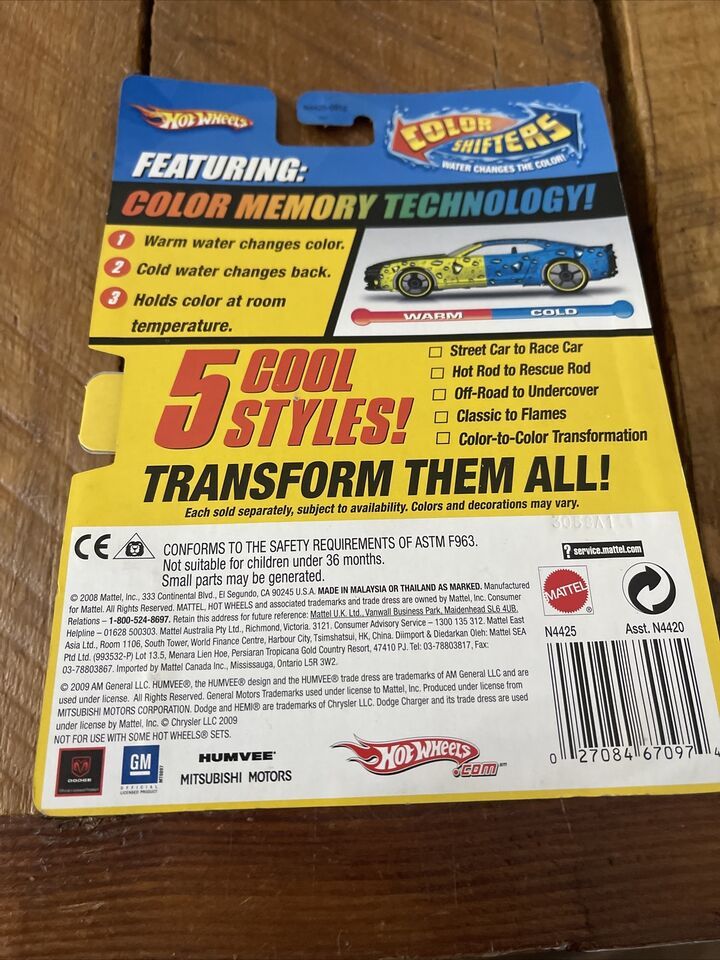 HOT WHEELS
COLOR SHIFTERS
WATER CHANGES THE COLOR!
FEATURING:
COLOR MEMORY TECHNOLOGY!
1 Warm water changes color.
2 Cold water changes back.
3 Holds color at room
temperature.
WARM COLD
5 COOL
STYLES!
Street Car to Race Car
Hot Rod to Rescue Rod
Off-Road to Undercover
Classic to Flames
Color-to-Color Transformation
TRANSFORM THEM ALL!
Each sold separately, subject to availability. Colors and decorations may vary.
CE 0-3 CONFORMS TO THE SAFETY REQUIREMENTS OF ASTM F963.
Not suitable for children under 36 months.
Small parts may be generated.
? service.mattel.com
© 2008 Mattel, Inc., 333 Continental Blvd., El Segundo, CA 90245 U.S.A. MADE IN MALAYSIA OR THAILAND AS MARKED. Manufactured
for Mattel. All Rights Reserved. MATTEL, HOT WHEELS and associated trademarks and trade dress are owned by Mattel, Inc. Consumer
Relations – 1-800-524-8697. Retain this address for future reference: Mattel U.K. Ltd., Vanwall Business Park, Maidenhead SL6 4UB.
Helpline – 01628 500303. Mattel Australia Pty Ltd., Richmond, Victoria. 3121. Consumer Advisory Service – 1300 135 312. Mattel East
Asia Ltd., Room 1106, South Tower, World Finance Centre, Harbour City, Tsimshatsui, HK, China. Diimport & Diedarkan Oleh: Mattel SEA
Ptd Ltd. (993532-P) Lot 13.5, Menara Lien Hoe, Persiaran Tropicana Golf Country Resort, 47410 PJ. Tel: 03-78803817, Fax:
03-78803867. Imported by Mattel Canada Inc., Mississauga, Ontario L5R 3W2.
© 2009 AM General LLC. HUMVEE®, the HUMVEE® design and the HUMVEE® trade dress are trademarks of AM General LLC and are
used under license. All Rights Reserved. General Motors Trademarks used under license to Mattel, Inc. Produced under license from
MITSUBISHI MOTORS CORPORATION. Dodge and HEMI® are trademarks of Chrysler LLC. Dodge Charger and its trade dress are used
under license by Mattel, Inc. © Chrysler LLC 2009
NOT FOR USE WITH SOME HOT WHEELS® SETS.
MATTEL ®
N4425 Asst. N4420
0 27084 67097 4
DODGE
GM
OFFICIAL
LICENSED PRODUCT
HUMVEE®
MITSUBISHI MOTORS
HOT WHEELS
.COM